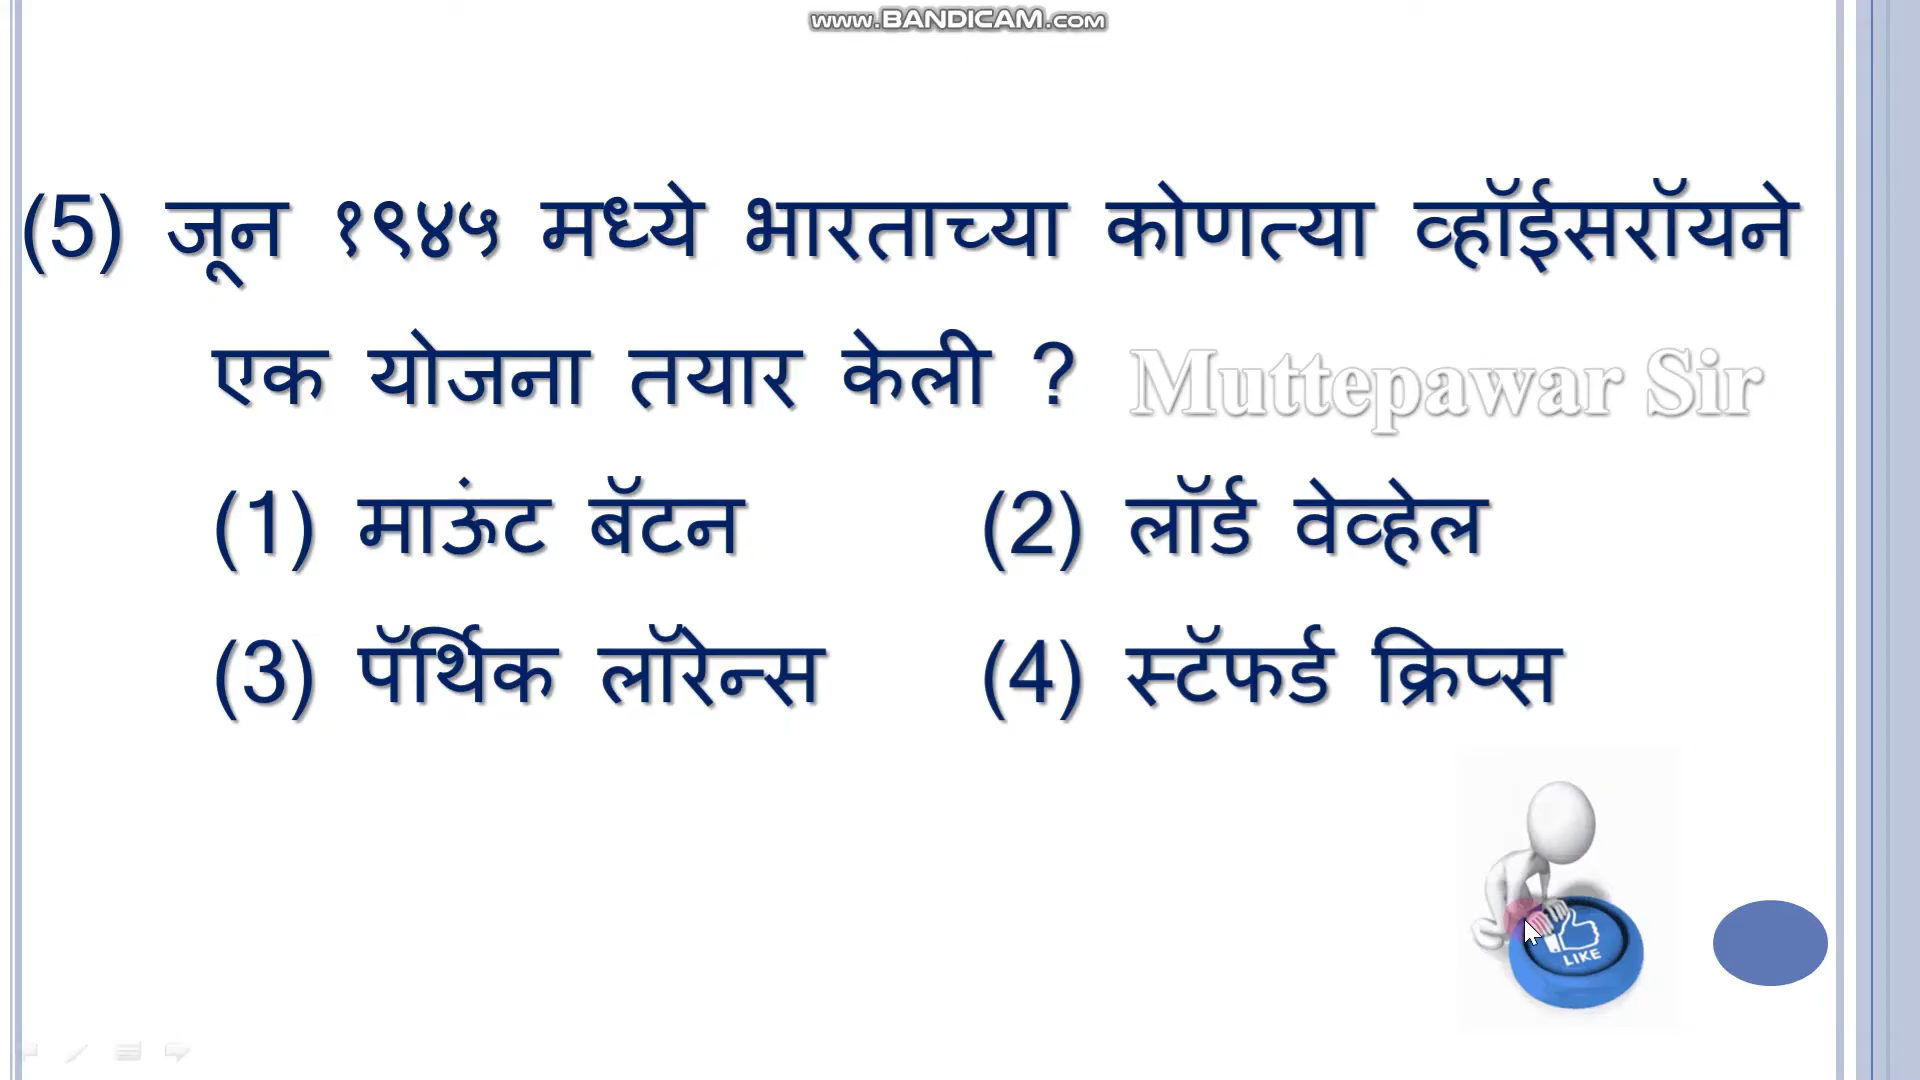 www.BANDICAM.com
(5) जून १९४५ मध्ये भारताच्या कोणत्या व्हॉईसरॉयने
एक योजना तयार केली ? Muttepawar Sir
(1) माऊंट बॅटन (2) लॉर्ड वेव्हेल
(3) पॅर्थिक लॉरेन्स (4) स्टॅफर्ड क्रिप्स
LIKE